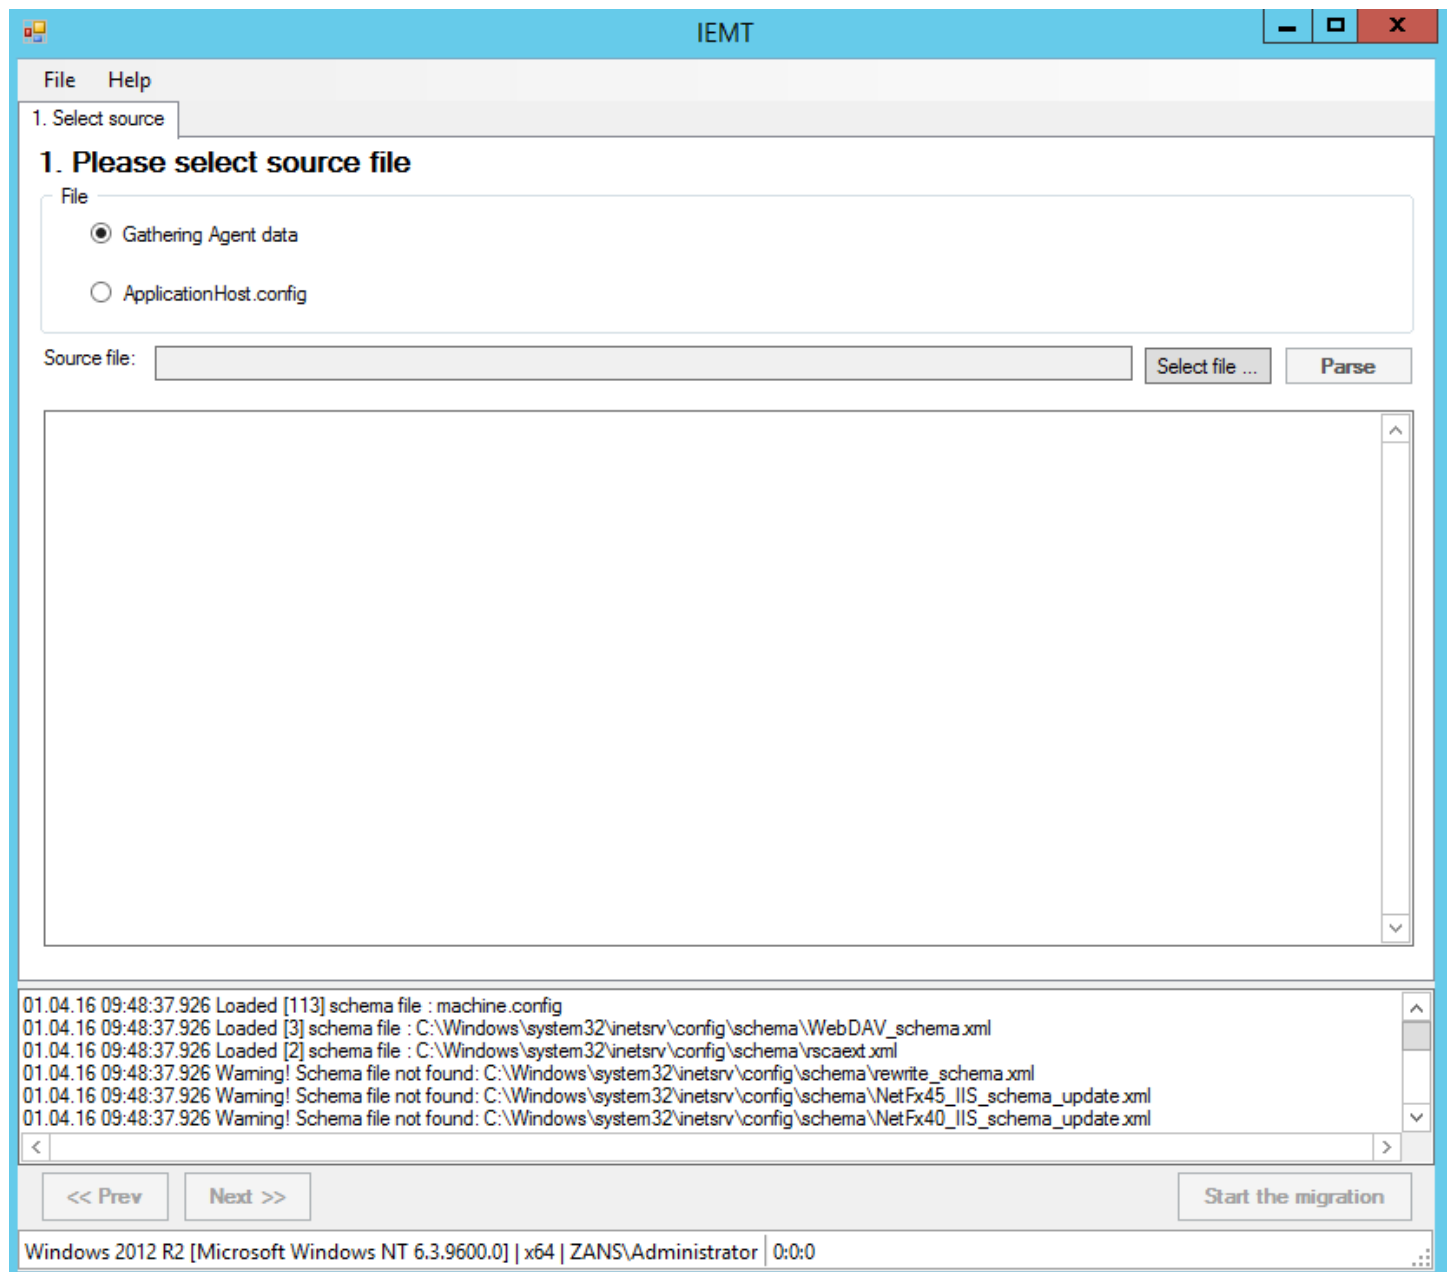 IEMT
File Help
1. Select source
1. Please select source file
File
Gathering Agent data
ApplicationHost.config
Source file: Select file ... Parse
01.04.16 09:48:37.926 Loaded [113] schema file : machine.config
01.04.16 09:48:37.926 Loaded [3] schema file : C:\Windows\system32\inetsrv\config\schema\WebDAV_schema.xml
01.04.16 09:48:37.926 Loaded [2] schema file : C:\Windows\system32\inetsrv\config\schema\rscaext.xml
01.04.16 09:48:37.926 Warning! Schema file not found: C:\Windows\system32\inetsrv\config\schema\rewrite_schema.xml
01.04.16 09:48:37.926 Warning! Schema file not found: C:\Windows\system32\inetsrv\config\schema\NetFx45_IIS_schema_update.xml
01.04.16 09:48:37.926 Warning! Schema file not found: C:\Windows\system32\inetsrv\config\schema\NetFx40_IIS_schema_update.xml
<< Prev Next >> Start the migration
Windows 2012 R2 [Microsoft Windows NT 6.3.9600.0] | x64 | ZANS\Administrator 0:0:0